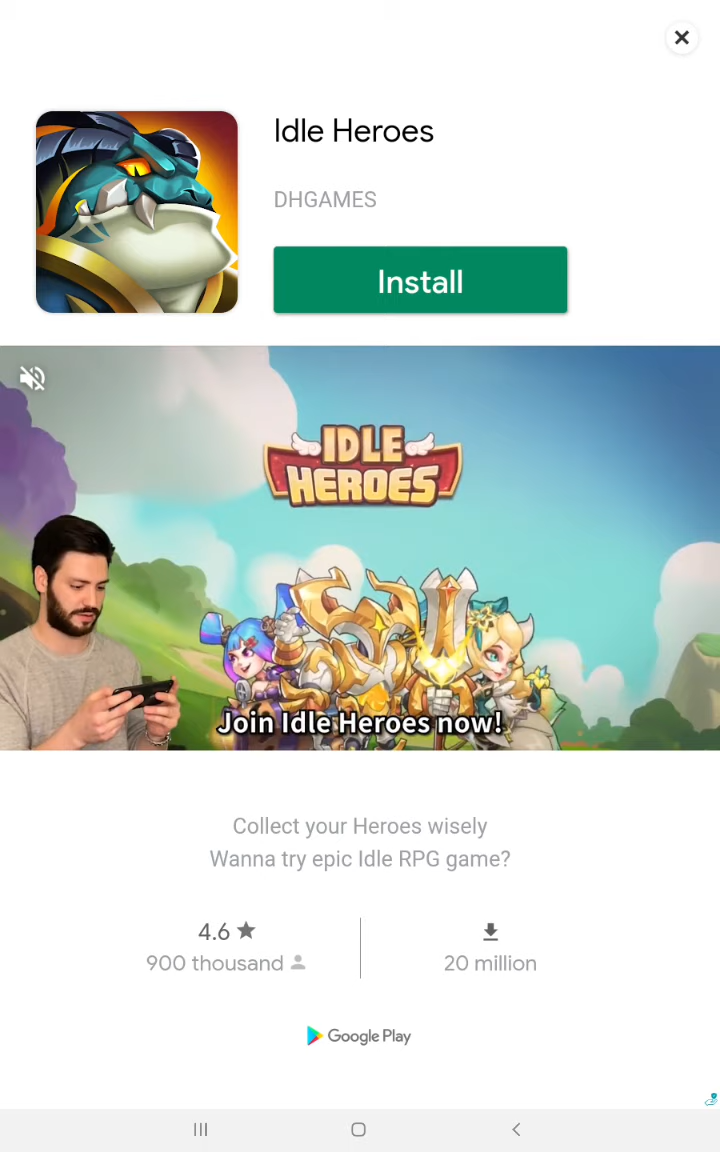 Idle Heroes
DHGAMES
Install
IDLE
HEROES
Join Idle Heroes now!
Collect your Heroes wisely
Wanna try epic Idle RPG game?
4.6
900 thousand
20 million
Google Play